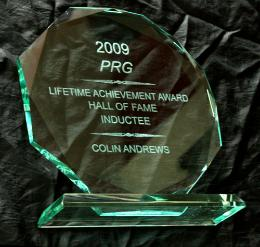 2009
PRG
LIFETIME ACHIEVEMENT AWARD
HALL OF FAME
INDUCTEE
COLIN ANDREWS